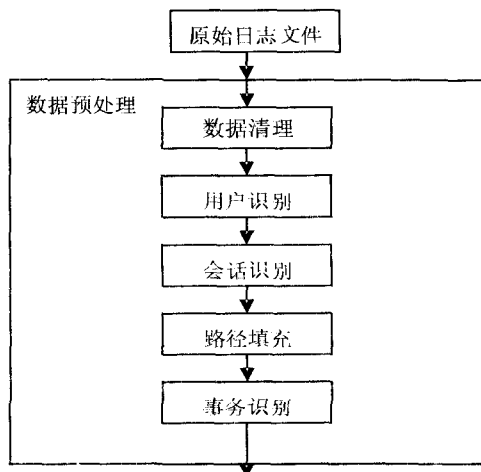 原始日志文件
数据预处理
数据清理
用户识别
会话识别
路径填充
事务识别